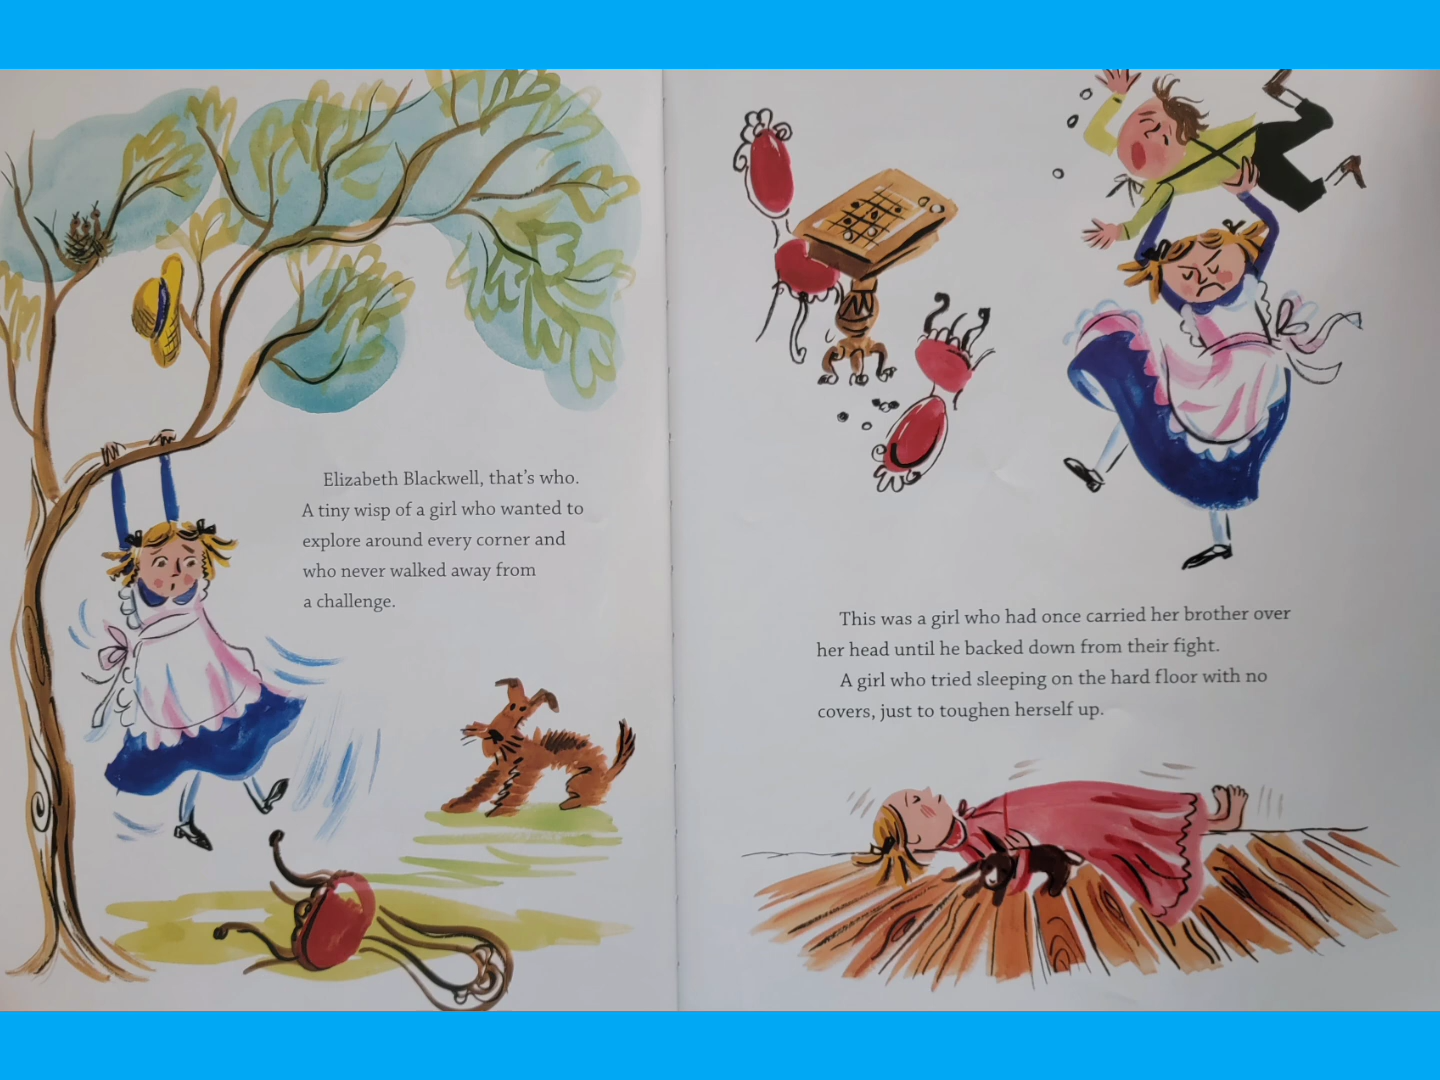 Elizabeth Blackwell, that's who.
A tiny wisp of a girl who wanted to
explore around every corner and
who never walked away from
a challenge.
This was a girl who had once carried her brother over
her head until he backed down from their fight.
A girl who tried sleeping on the hard floor with no
covers, just to toughen herself up.